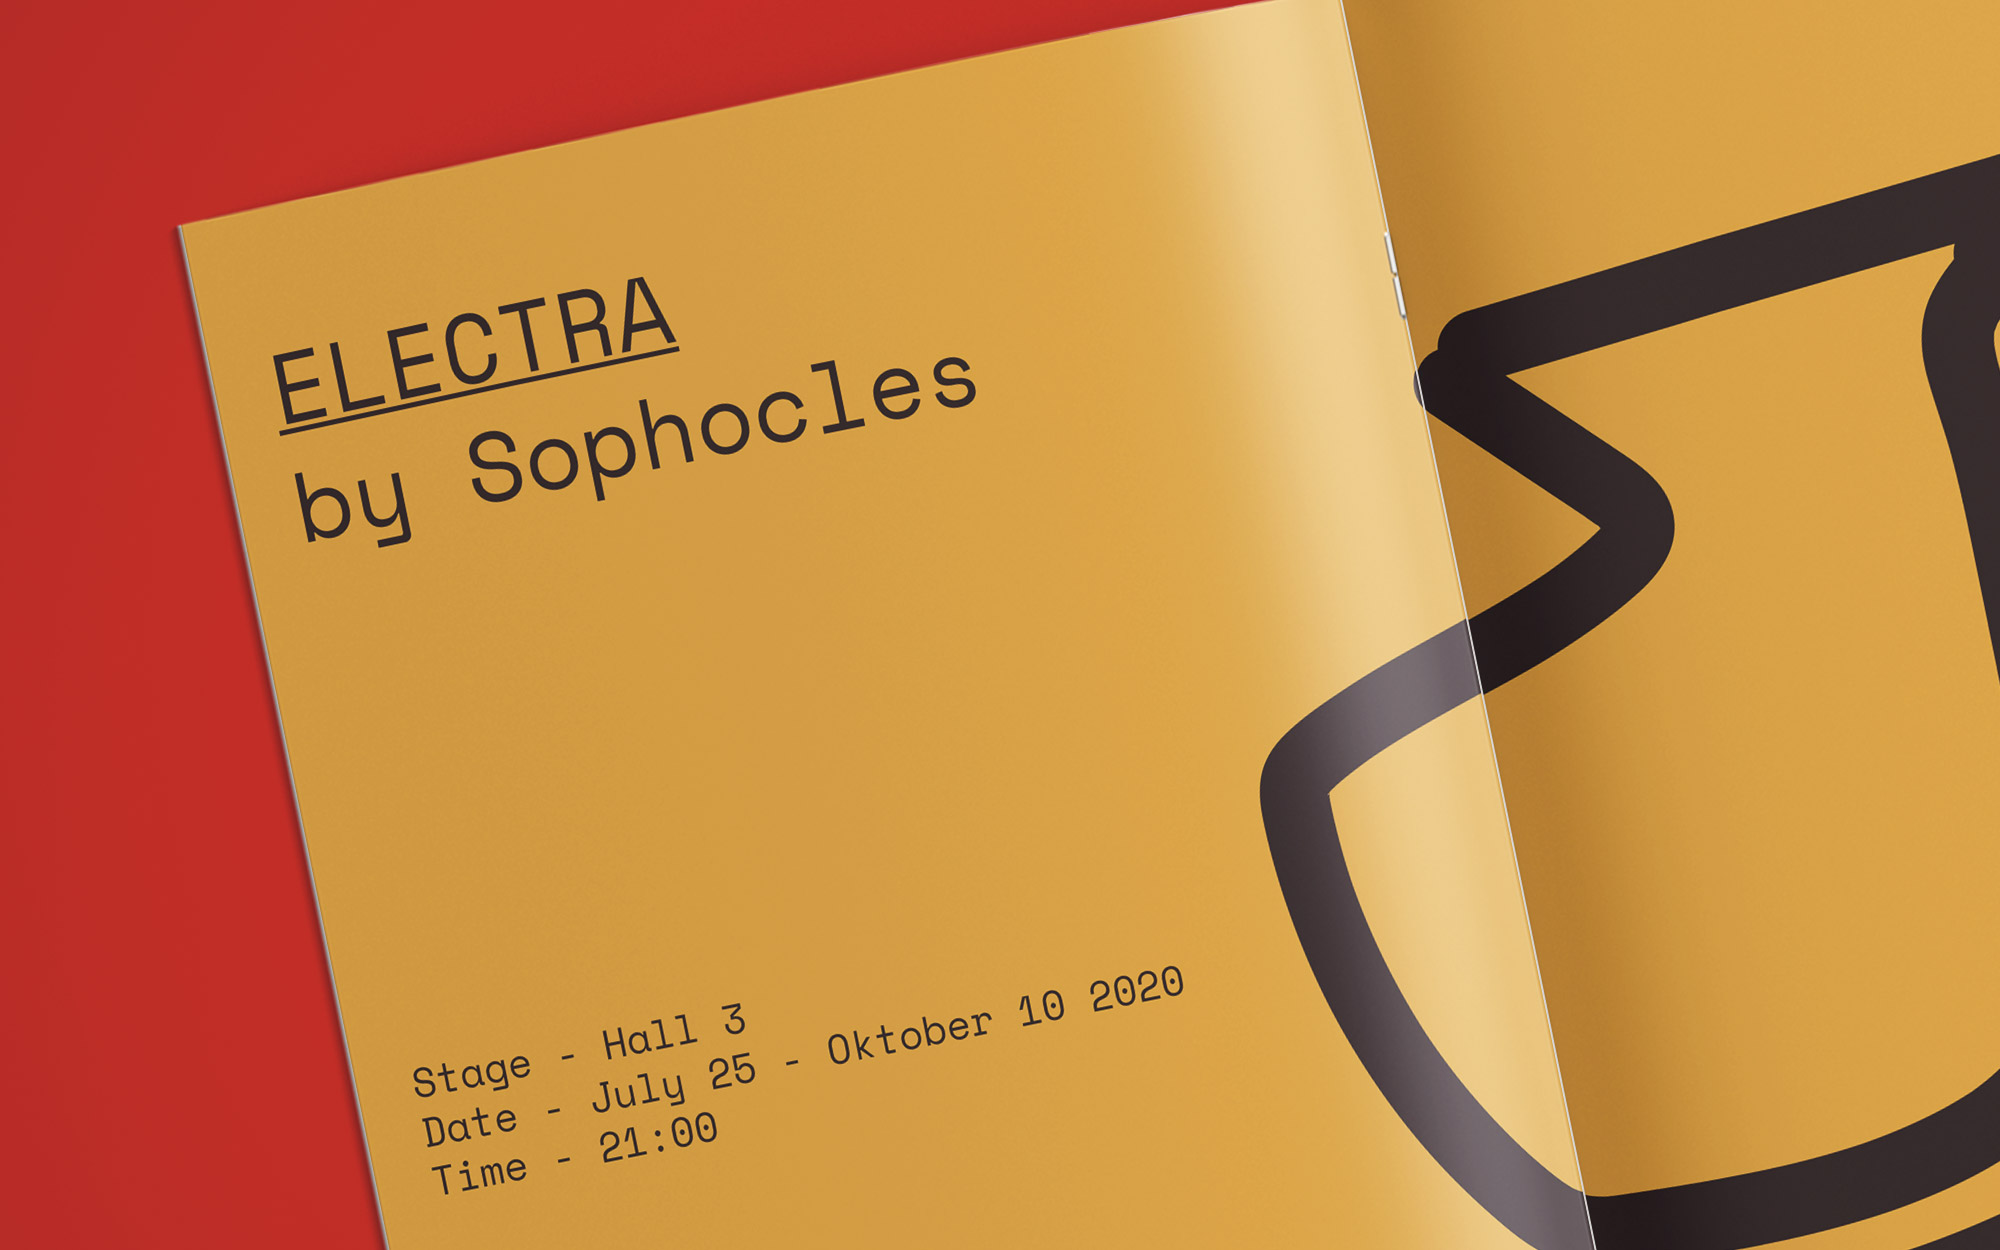 ELECTRA
by Sophocles
Stage - Hall 3
Date - July 25 - Oktober 10 2020
Time - 21:00